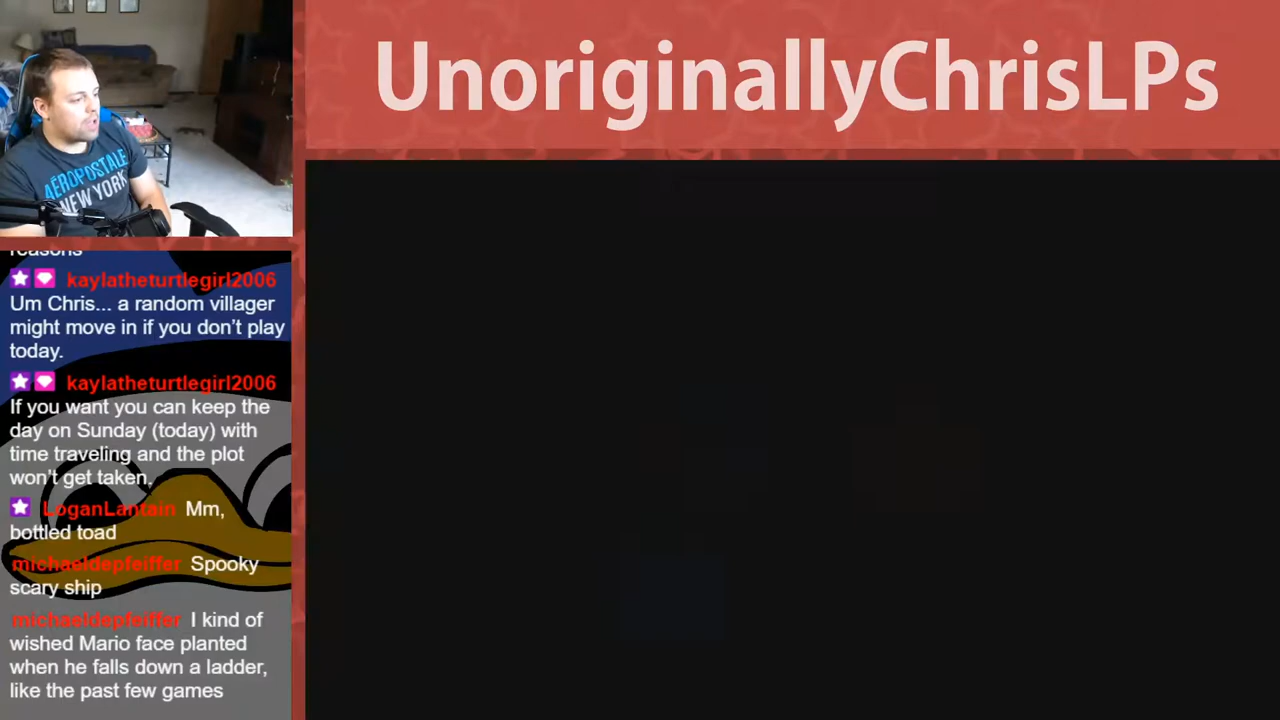 UnoriginallyChrisLPs
AÉROPOSTALE
NEW YORK
reasons
kaylatheturtlegirl2006
Um Chris... a random villager
might move in if you don't play
today.
kaylatheturtlegirl2006
If you want you can keep the
day on Sunday (today) with
time traveling and the plot
won't get taken,
LoganLantain Mm,
bottled toad
michaeldepfeiffer Spooky
scary ship
michaeldepfeiffer I kind of
wished Mario face planted
when he falls down a ladder,
like the past few games